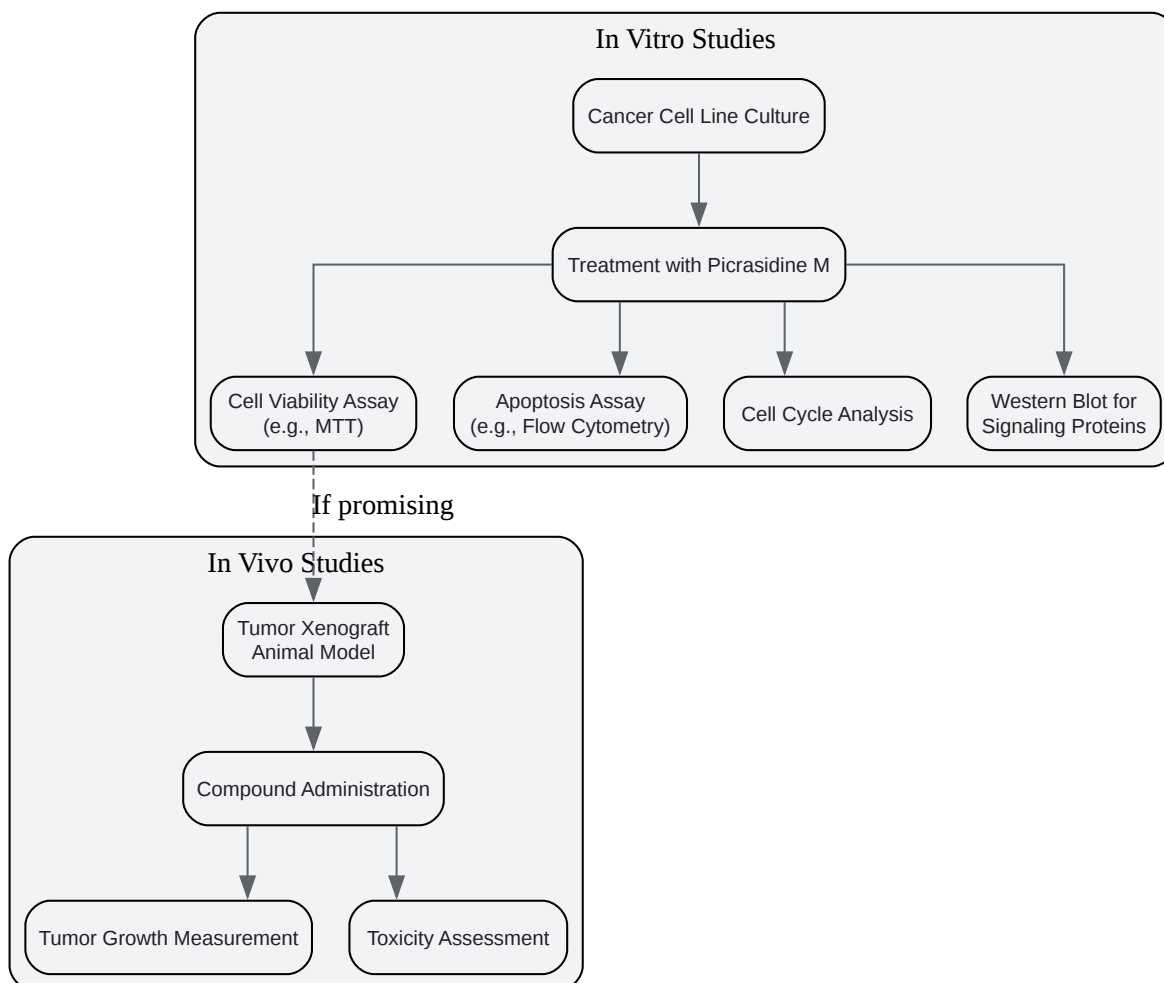 In Vitro Studies
Cancer Cell Line Culture
Treatment with Picrasidine M
Cell Viability Assay
(e.g., MTT)
Apoptosis Assay
(e.g., Flow Cytometry)
Cell Cycle Analysis
Western Blot for
Signaling Proteins
If promising
In Vivo Studies
Tumor Xenograft
Animal Model
Compound Administration
Tumor Growth Measurement
Toxicity Assessment